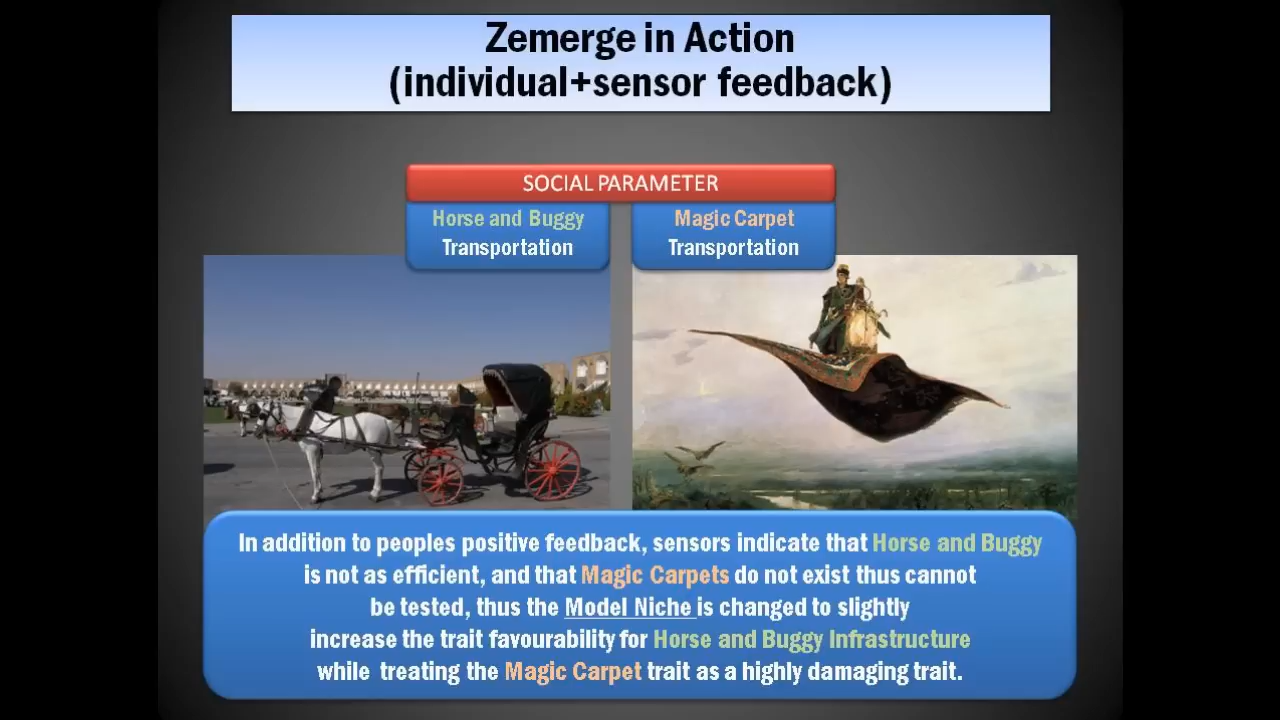 Zemerge in Action
(individual+sensor feedback)
SOCIAL PARAMETER
Horse and Buggy
Transportation
Magic Carpet
Transportation
In addition to peoples positive feedback, sensors indicate that Horse and Buggy
is not as efficient, and that Magic Carpets do not exist thus cannot
be tested, thus the Model Niche is changed to slightly
increase the trait favourability for Horse and Buggy Infrastructure
while treating the Magic Carpet trait as a highly damaging trait.